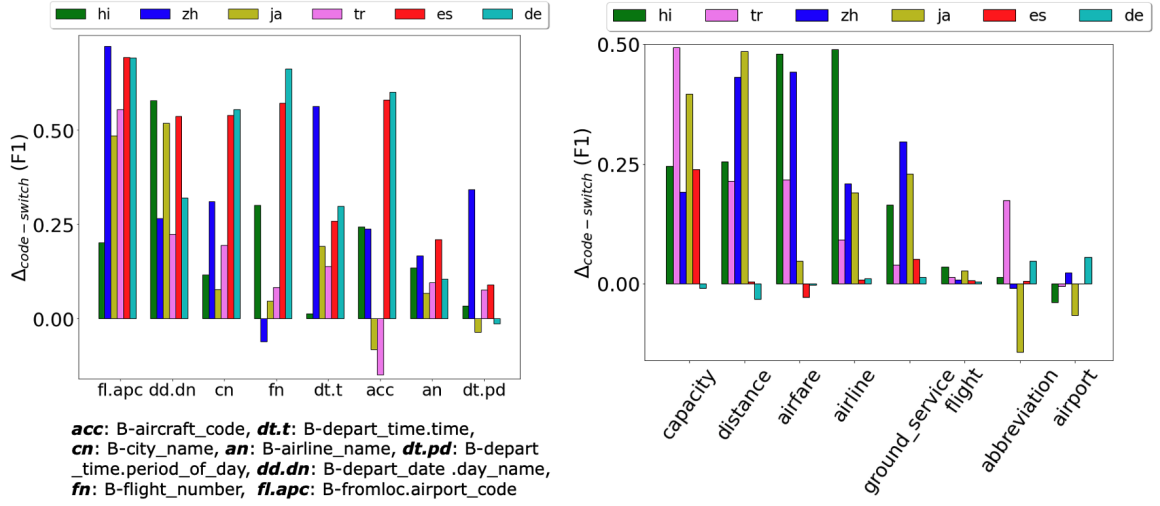 hi zh ja tr es de
Δcode−switch (F1)
0.50
0.25
0.00
fl.apc dd.dn cn fn dt.t acc an dt.pd
acc: B-aircraft_code, dt.t: B-depart_time.time,
cn: B-city_name, an: B-airline_name, dt.pd: B-depart
_time.period_of_day, dd.dn: B-depart_date .day_name,
fn: B-flight_number, fl.apc: B-fromloc.airport_code
hi tr zh ja es de
Δcode−switch (F1)
0.50
0.25
0.00
capacity
distance
airfare
airline
ground_service
flight
abbreviation
airport